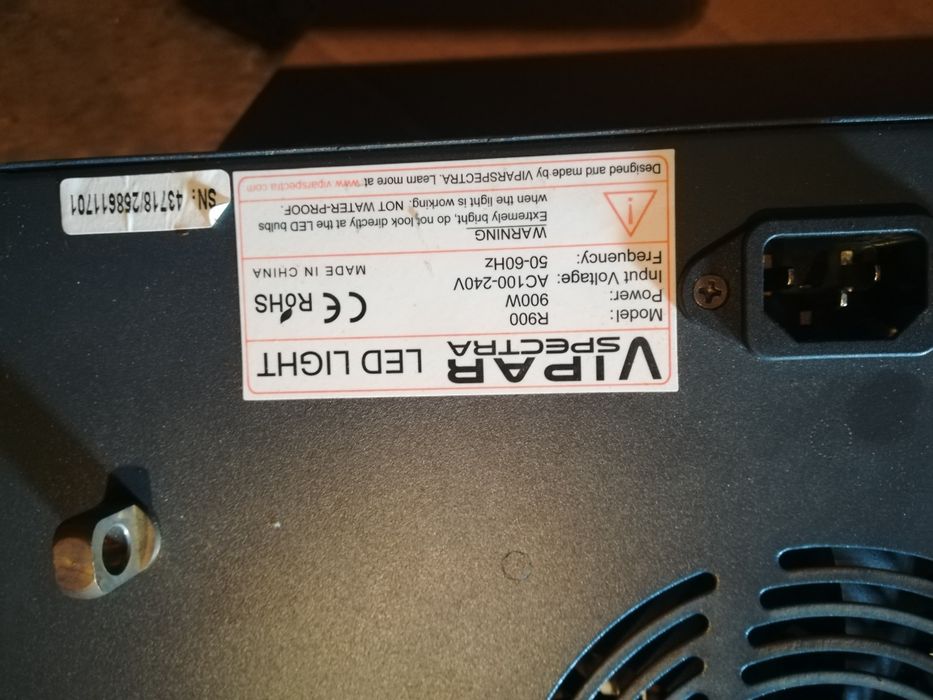 VIPAR
SPECTRA
LED LIGHT
Model: R900
Power: 900W
Input Voltage: AC100-240V
Frequency: 50-60Hz
CE RoHS
MADE IN CHINA
WARNING
Extremely bright, do not look directly at the LED bulbs
when the light is working. NOT WATER-PROOF.
Designed and made by VIPARSPECTRA. Learn more at www.viparspectra.com
SN: 43718/258611701